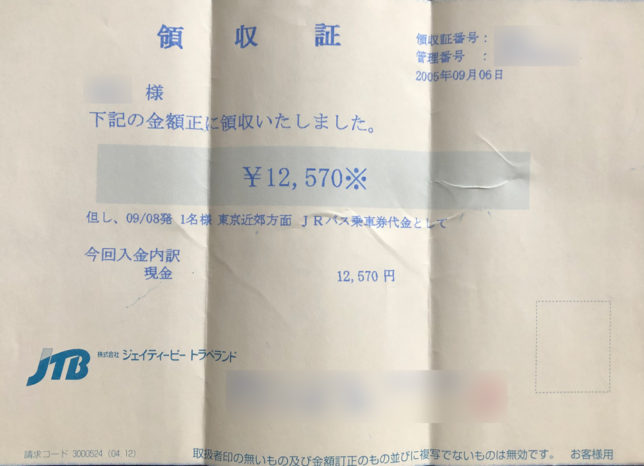 領収証
領収証番号：
管理番号　：
2005年09月06日
様
下記の金額正に領収いたしました。
￥12,570※
但し、09/08発 1名様 東京近郊方面 ＪＲバス乗車券代金として
今回入金内訳
現金 12,570 円
JTB 株式会社 ジェイティービー トラベランド
請求コード 3000524 (04 12)
取扱者印の無いもの及び金額訂正のもの並びに複写でないものは無効です。 お客様用